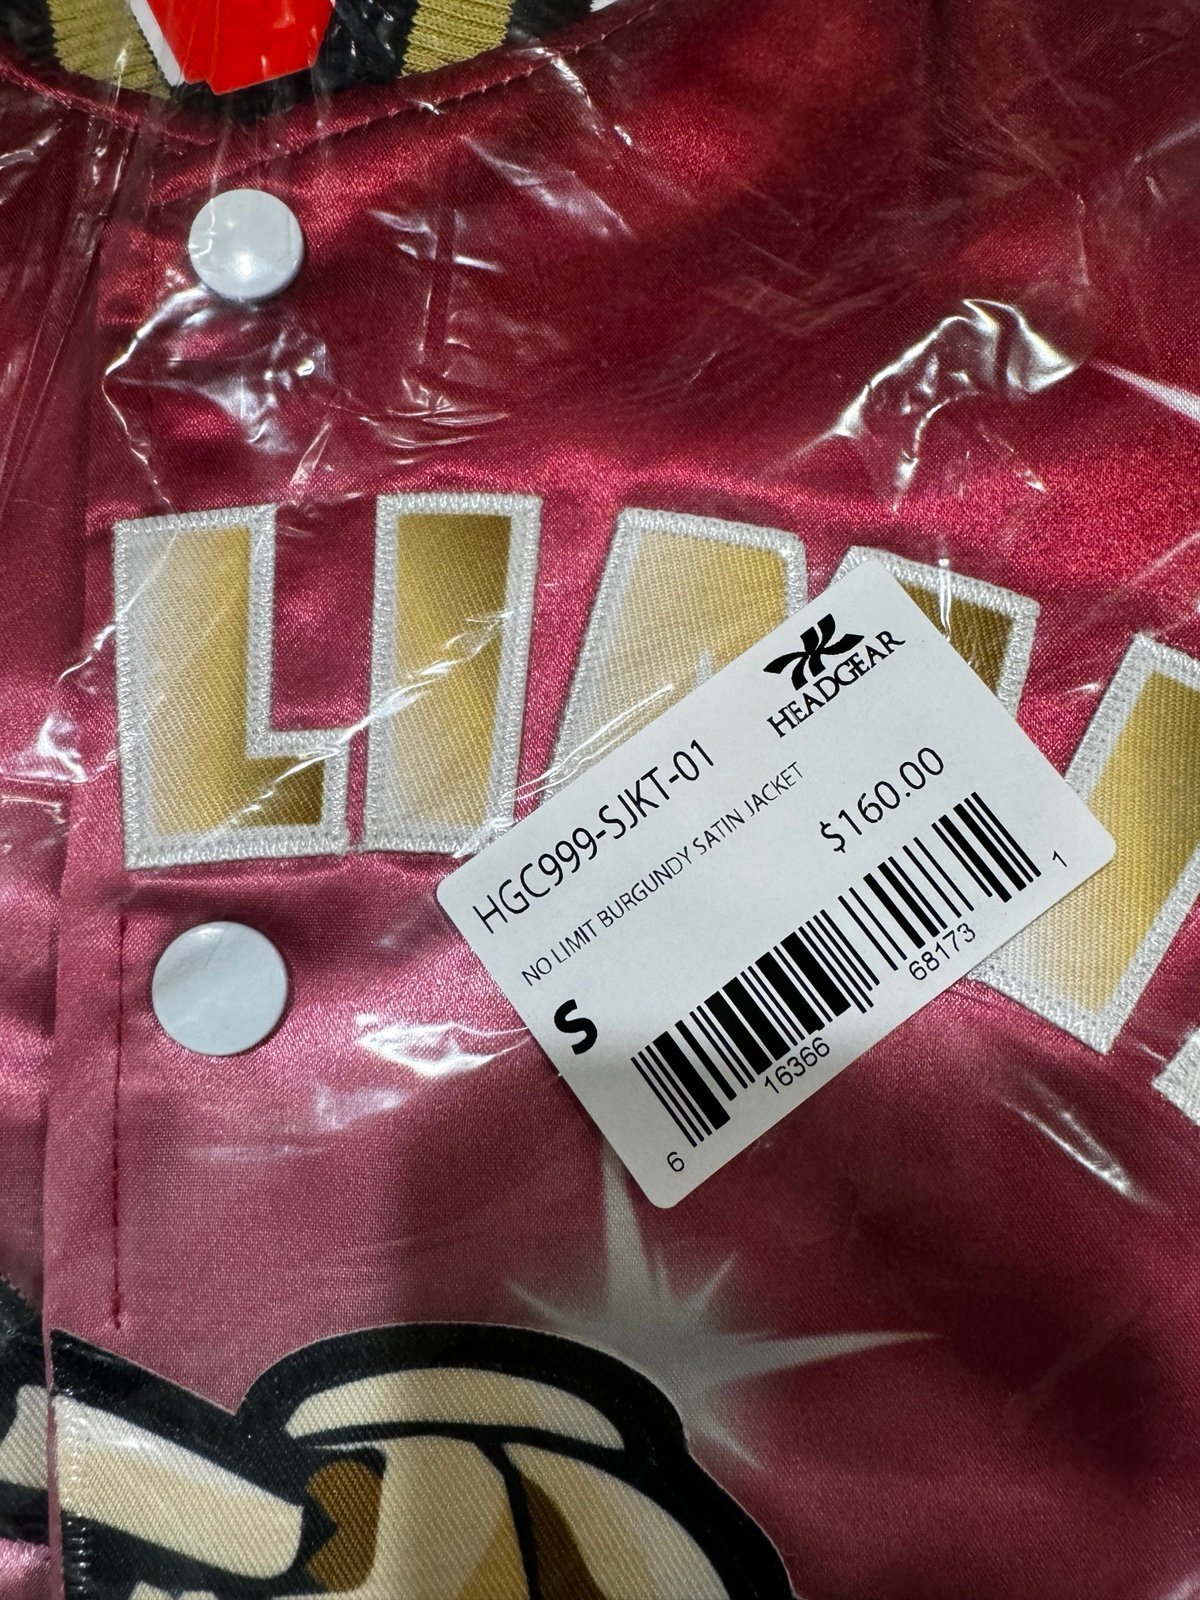 HEADGEAR
HGC999-SJKT-01
NO LIMIT BURGUNDY SATIN JACKET
$160.00
S
6 16366 68173 1